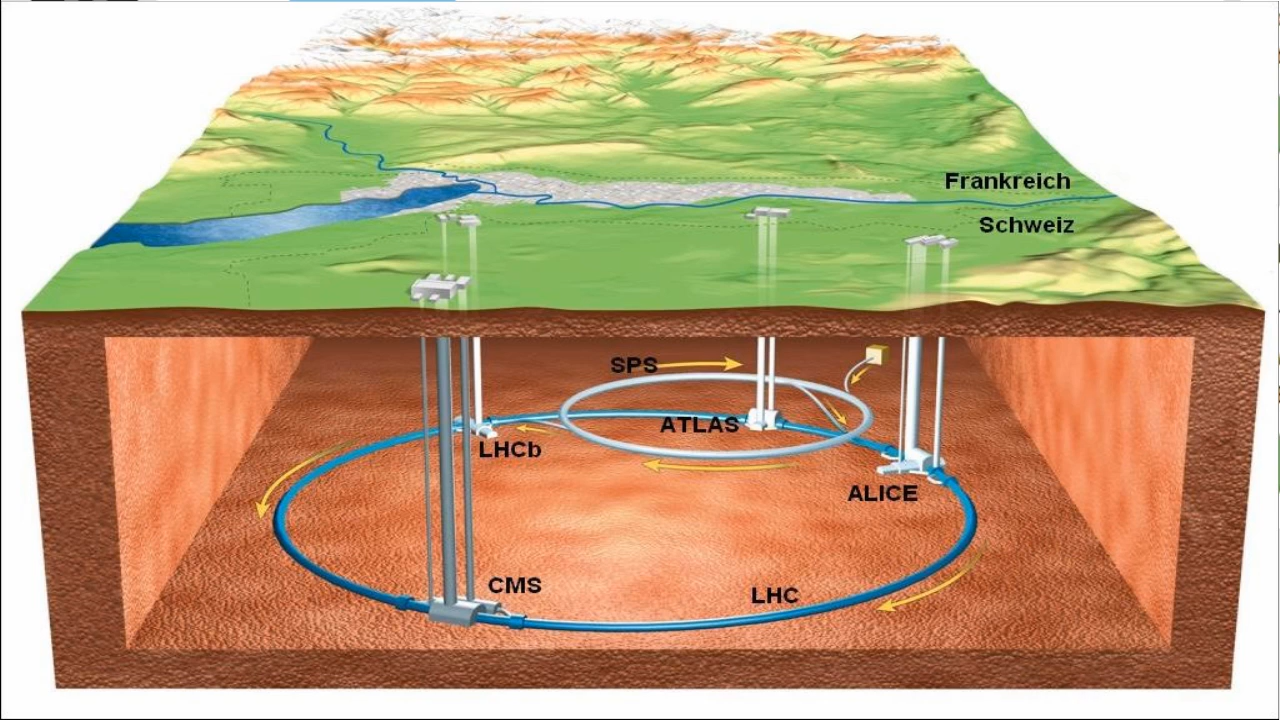 Frankreich
Schweiz
SPS
ATLAS
LHCb
ALICE
CMS
LHC